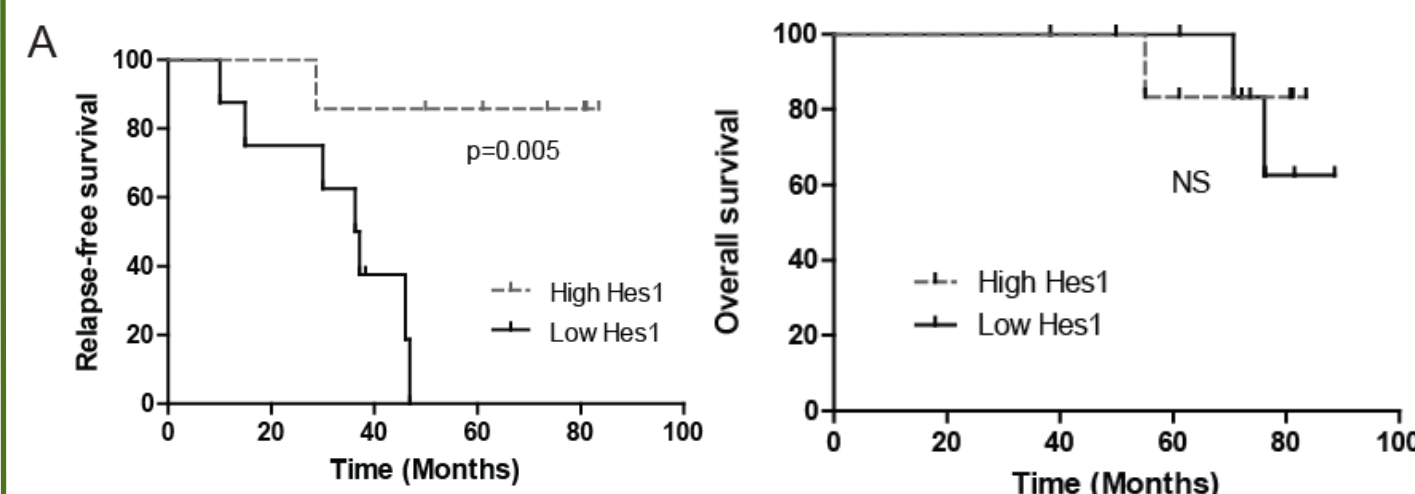 A
Relapse-free survival
100
80
60
40
20
0
p=0.005
High Hes1
Low Hes1
0 20 40 60 80 100
Time (Months)
Overall survival
100
80
60
40
20
0
NS
High Hes1
Low Hes1
0 20 40 60 80 100
Time (Months)